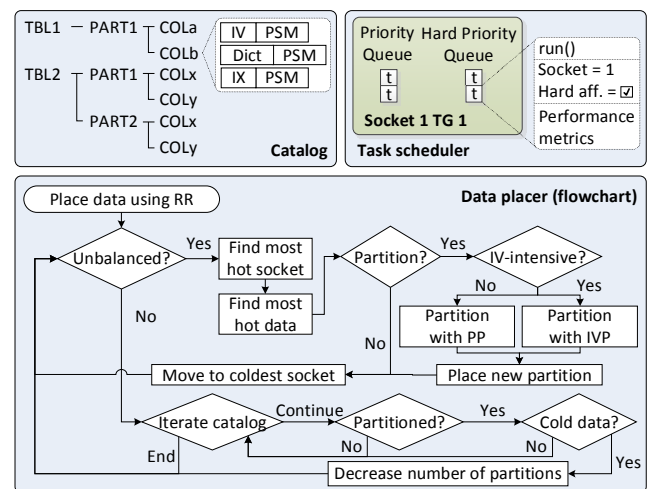 TBL1 PART1 COLa
COLb
TBL2 PART1 COLx
COLy
PART2 COLx
COLy
IV PSM
Dict PSM
IX PSM
Catalog
Priority Queue
Hard Priority Queue
t t
t t
Socket 1 TG 1
run()
Socket = 1
Hard aff. = ☑
Performance
metrics
Task scheduler
Data placer (flowchart)
Place data using RR
Unbalanced?
Yes
Find most
hot socket
Find most
hot data
Partition?
Yes
IV-intensive?
No Yes
Partition
with PP
Partition
with IVP
No
No
Move to coldest socket
Place new partition
Iterate catalog
Continue
Partitioned?
Yes
Cold data?
End
No
No
Yes
Decrease number of partitions